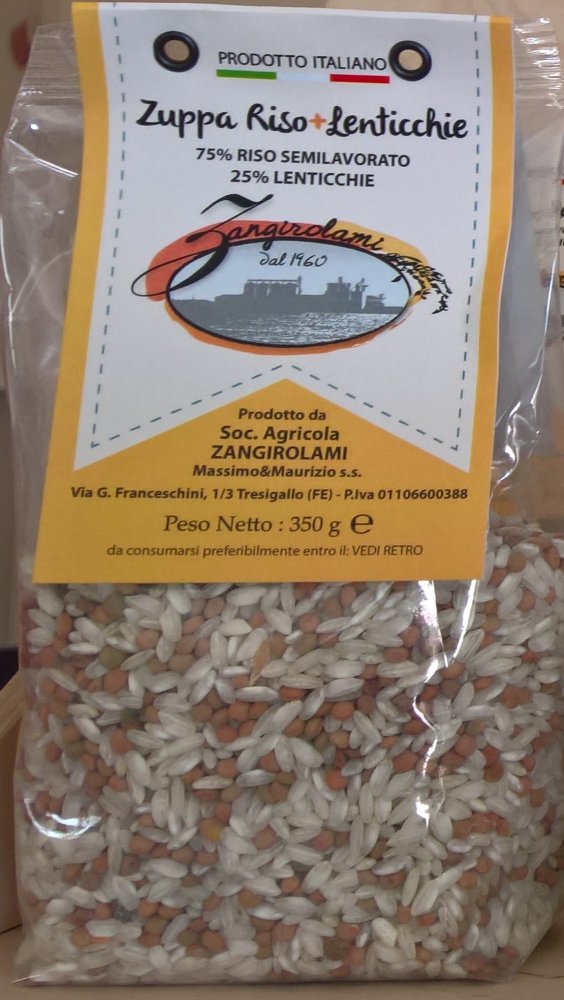 PRODOTTO ITALIANO
Zuppa Riso+Lenticchie
75% RISO SEMILAVORATO
25% LENTICCHIE
Zangirolami
dal 1960
Prodotto da
Soc. Agricola
ZANGIROLAMI
Massimo&Maurizio s.s.
Via G. Franceschini, 1/3 Tresigallo (FE) - P.Iva 01106600388
Peso Netto : 350 g ℮
da consumarsi preferibilmente entro il: VEDI RETRO